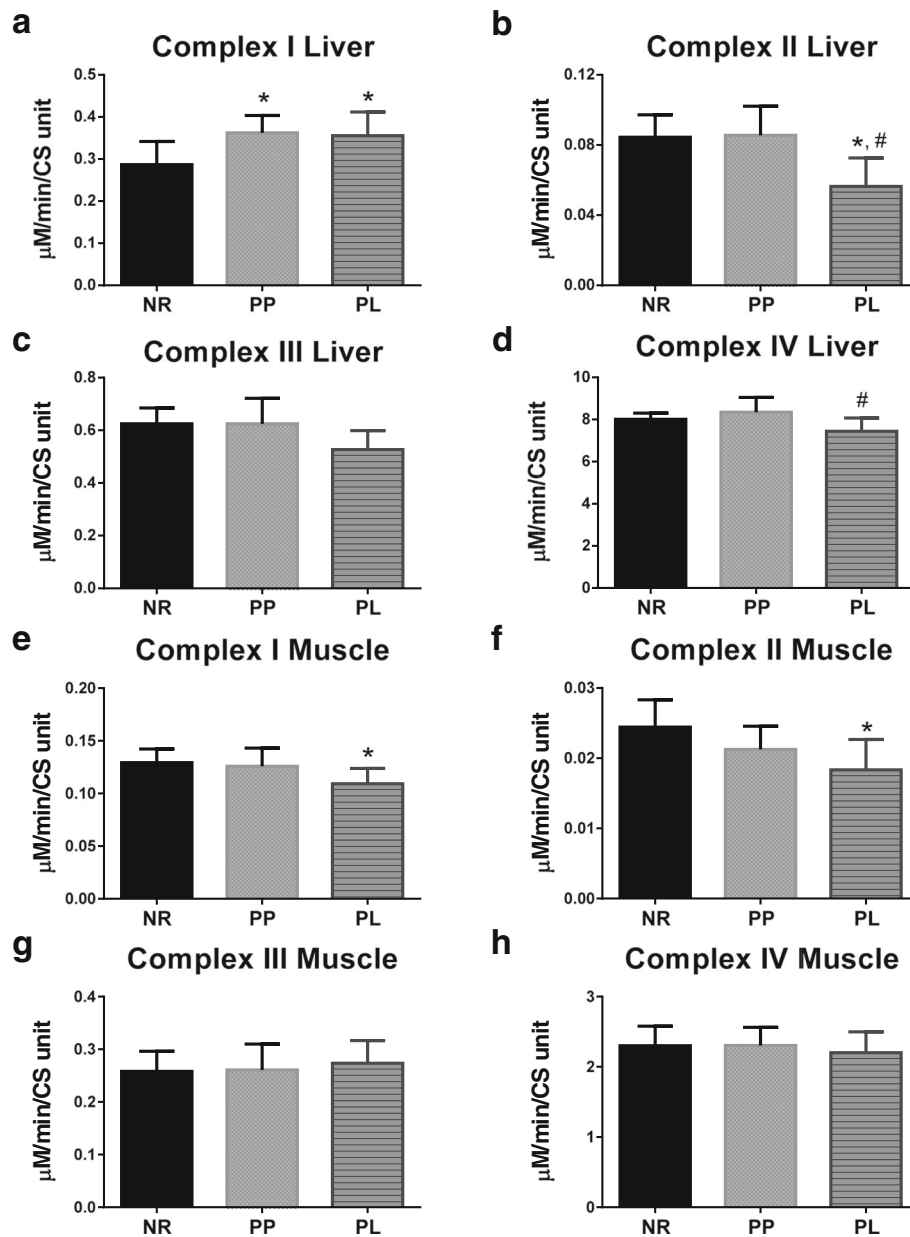 a
Complex I Liver
µM/min/CS unit
0.5
0.4
0.3
0.2
0.1
0.0
* *
NR PP PL
b
Complex II Liver
µM/min/CS unit
0.12
0.08
0.04
0.00
*, #
NR PP PL
c
Complex III Liver
µM/min/CS unit
0.8
0.6
0.4
0.2
0.0
NR PP PL
d
Complex IV Liver
µM/min/CS unit
10
8
6
4
2
0
#
NR PP PL
e
Complex I Muscle
µM/min/CS unit
0.20
0.15
0.10
0.05
0.00
*
NR PP PL
f
Complex II Muscle
µM/min/CS unit
0.03
0.02
0.01
0.00
*
NR PP PL
g
Complex III Muscle
µM/min/CS unit
0.4
0.3
0.2
0.1
0.0
NR PP PL
h
Complex IV Muscle
µM/min/CS unit
3
2
1
0
NR PP PL